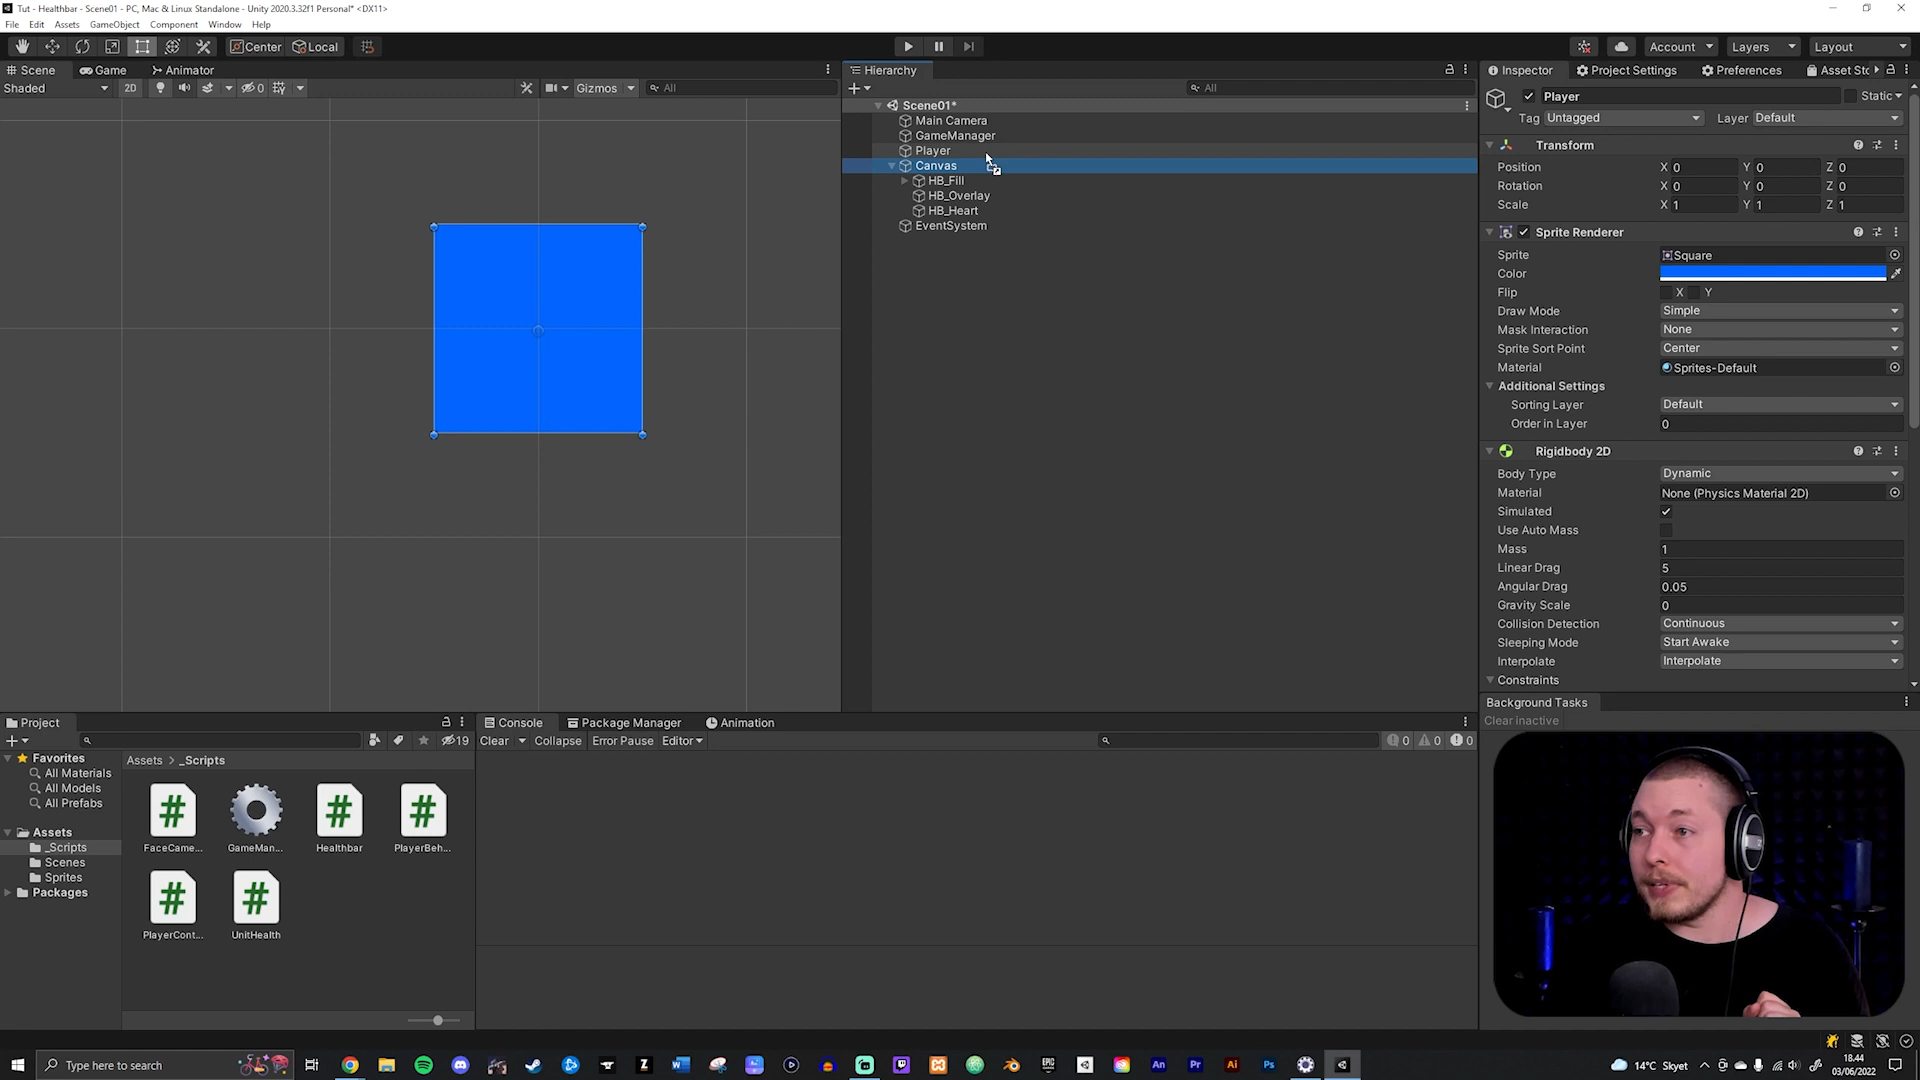 Tut - Healthbar - Scene01 - PC, Mac & Linux Standalone - Unity 2020.3.32f1 Personal* <DX11>
File Edit Assets GameObject Component Window Help
Center Local Account Layers Layout
Scene Game Animator
Shaded 2D 0 Gizmos All
Hierarchy
All
Scene01*
Main Camera
GameManager
Player
Canvas
HB_Fill
HB_Overlay
HB_Heart
EventSystem
Inspector Project Settings Preferences Asset Sto
Player Static
Tag Untagged Layer Default
Transform
Position X 0 Y 0 Z 0
Rotation X 0 Y 0 Z 0
Scale X 1 Y 1 Z 1
Sprite Renderer
Sprite Square
Color
Flip X Y
Draw Mode Simple
Mask Interaction None
Sprite Sort Point Center
Material Sprites-Default
Additional Settings
Sorting Layer Default
Order in Layer 0
Rigidbody 2D
Body Type Dynamic
Material None (Physics Material 2D)
Simulated
Use Auto Mass
Mass 1
Linear Drag 5
Angular Drag 0.05
Gravity Scale 0
Collision Detection Continuous
Sleeping Mode Start Awake
Interpolate Interpolate
Constraints
Background Tasks
Clear inactive
Project
19
Favorites
All Materials
All Models
All Prefabs
Assets
_Scripts
Scenes
Sprites
Packages
Assets > _Scripts
FaceCame... GameMan... Healthbar PlayerBeh...
PlayerCont... UnitHealth
Console Package Manager Animation
Clear Collapse Error Pause Editor 0 0 0
Type here to search
14°C Skyet
18.44
03/06/2022